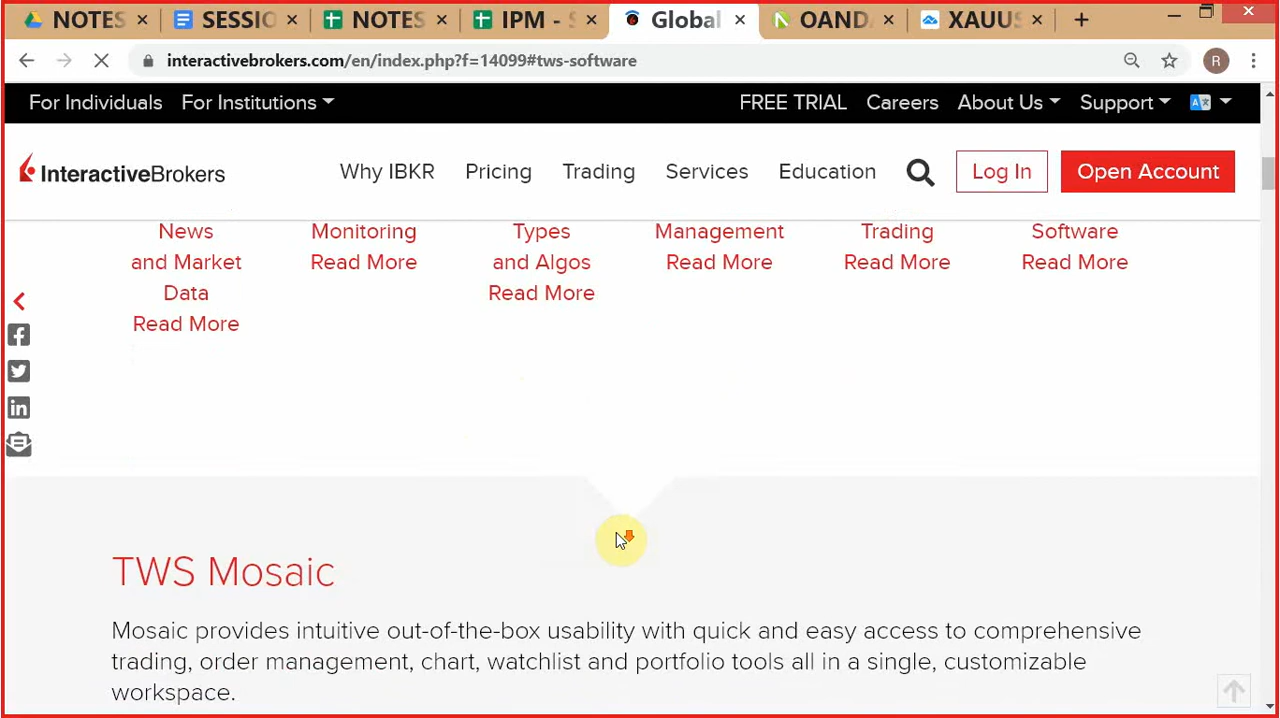 NOTES
SESSIO
NOTES
IPM - S
Global
OAND
XAUUS
interactivebrokers.com/en/index.php?f=14099#tws-software
R
For Individuals For Institutions FREE TRIAL Careers About Us Support
InteractiveBrokers Why IBKR Pricing Trading Services Education Log In Open Account
News
and Market
Data
Read More
Monitoring
Read More
Types
and Algos
Read More
Management
Read More
Trading
Read More
Software
Read More
TWS Mosaic
Mosaic provides intuitive out-of-the-box usability with quick and easy access to comprehensive
trading, order management, chart, watchlist and portfolio tools all in a single, customizable
workspace.